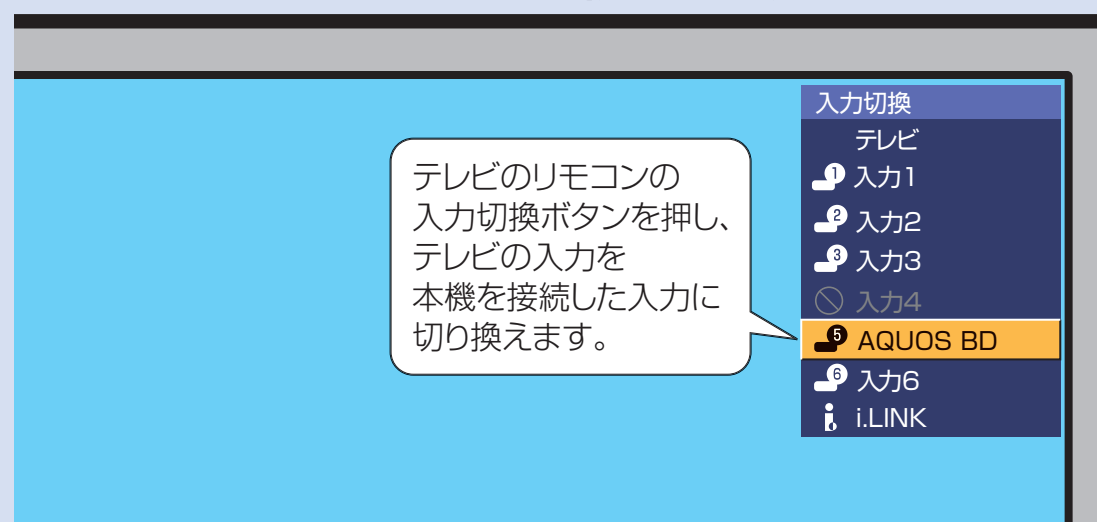 テレビのリモコンの
入力切換ボタンを押し、
テレビの入力を
本機を接続した入力に
切り換えます。
入力切換
テレビ
1 入力1
2 入力2
3 入力3
入力4
5 AQUOS BD
6 入力6
i i.LINK